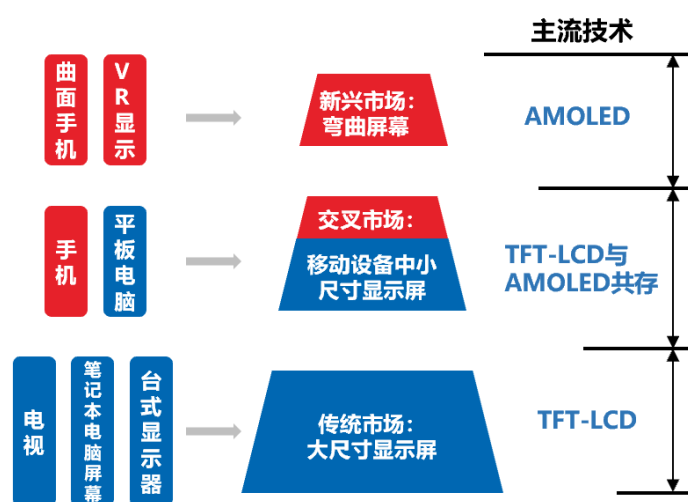 主流技术
曲面手机
VR显示
新兴市场：
弯曲屏幕
AMOLED
手机
平板电脑
交叉市场：
移动设备中小
尺寸显示屏
TFT-LCD与
AMOLED共存
电视
笔记本电脑屏幕
台式显示器
传统市场：
大尺寸显示屏
TFT-LCD